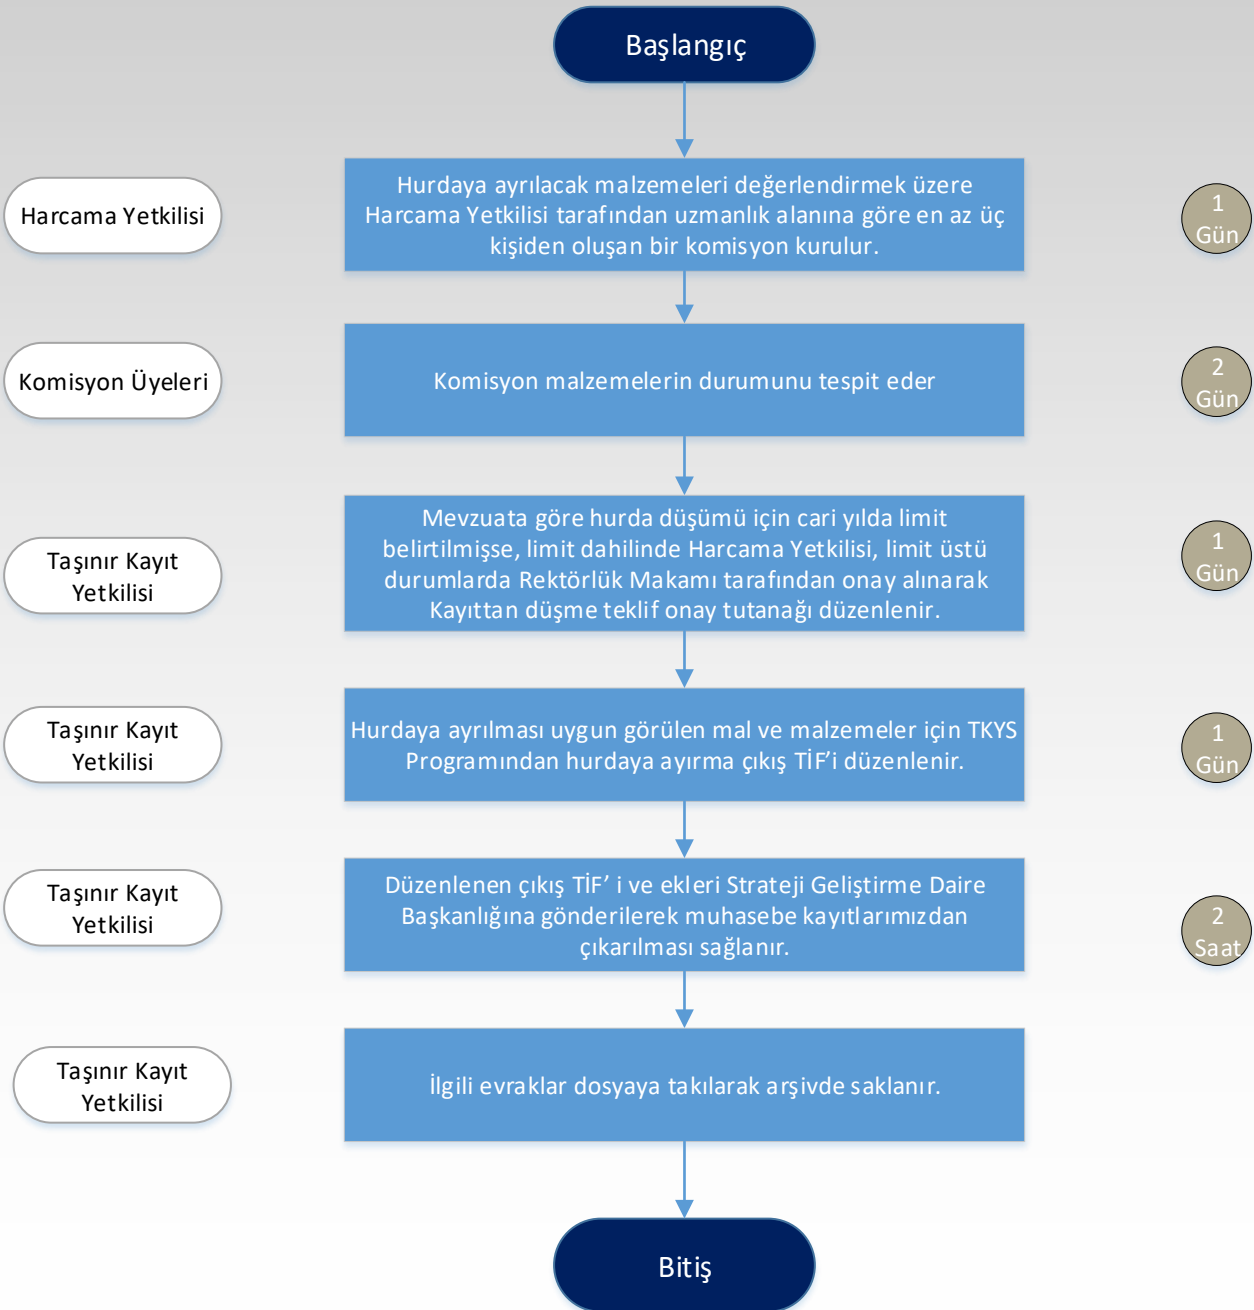 Başlangıç
Harcama Yetkilisi
Hurdaya ayrılacak malzemeleri değerlendirmek üzere
Harcama Yetkilisi tarafından uzmanlık alanına göre en az üç
kişiden oluşan bir komisyon kurulur.
1
Gün
Komisyon Üyeleri
Komisyon malzemelerin durumunu tespit eder
2
Gün
Taşınır Kayıt
Yetkilisi
Mevzuata göre hurda düşümü için cari yılda limit
belirtilmişse, limit dahilinde Harcama Yetkilisi, limit üstü
durumlarda Rektörlük Makamı tarafından onay alınarak
Kayıttan düşme teklif onay tutanağı düzenlenir.
1
Gün
Taşınır Kayıt
Yetkilisi
Hurdaya ayrılması uygun görülen mal ve malzemeler için TKYS
Programından hurdaya ayırma çıkış TİF’i düzenlenir.
1
Gün
Taşınır Kayıt
Yetkilisi
Düzenlenen çıkış TİF’ i ve ekleri Strateji Geliştirme Daire
Başkanlığına gönderilerek muhasebe kayıtlarımızdan
çıkarılması sağlanır.
2
Saat
Taşınır Kayıt
Yetkilisi
İlgili evraklar dosyaya takılarak arşivde saklanır.
Bitiş